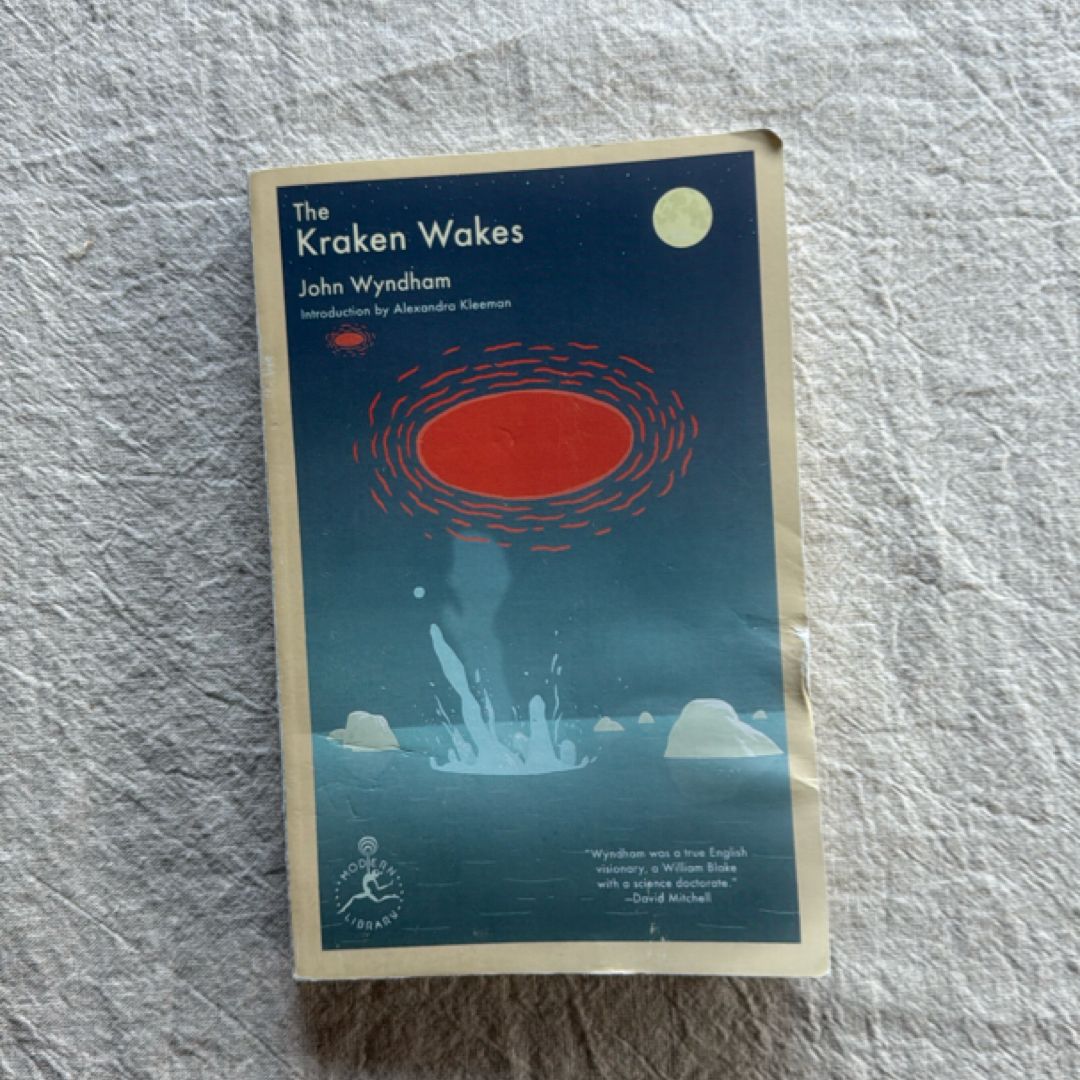 The
Kraken Wakes
John Wyndham
Introduction by Alexandra Kleeman
MODERN
LIBRARY
"Wyndham was a true English
visionary, a William Blake
with a science doctorate."
—David Mitchell